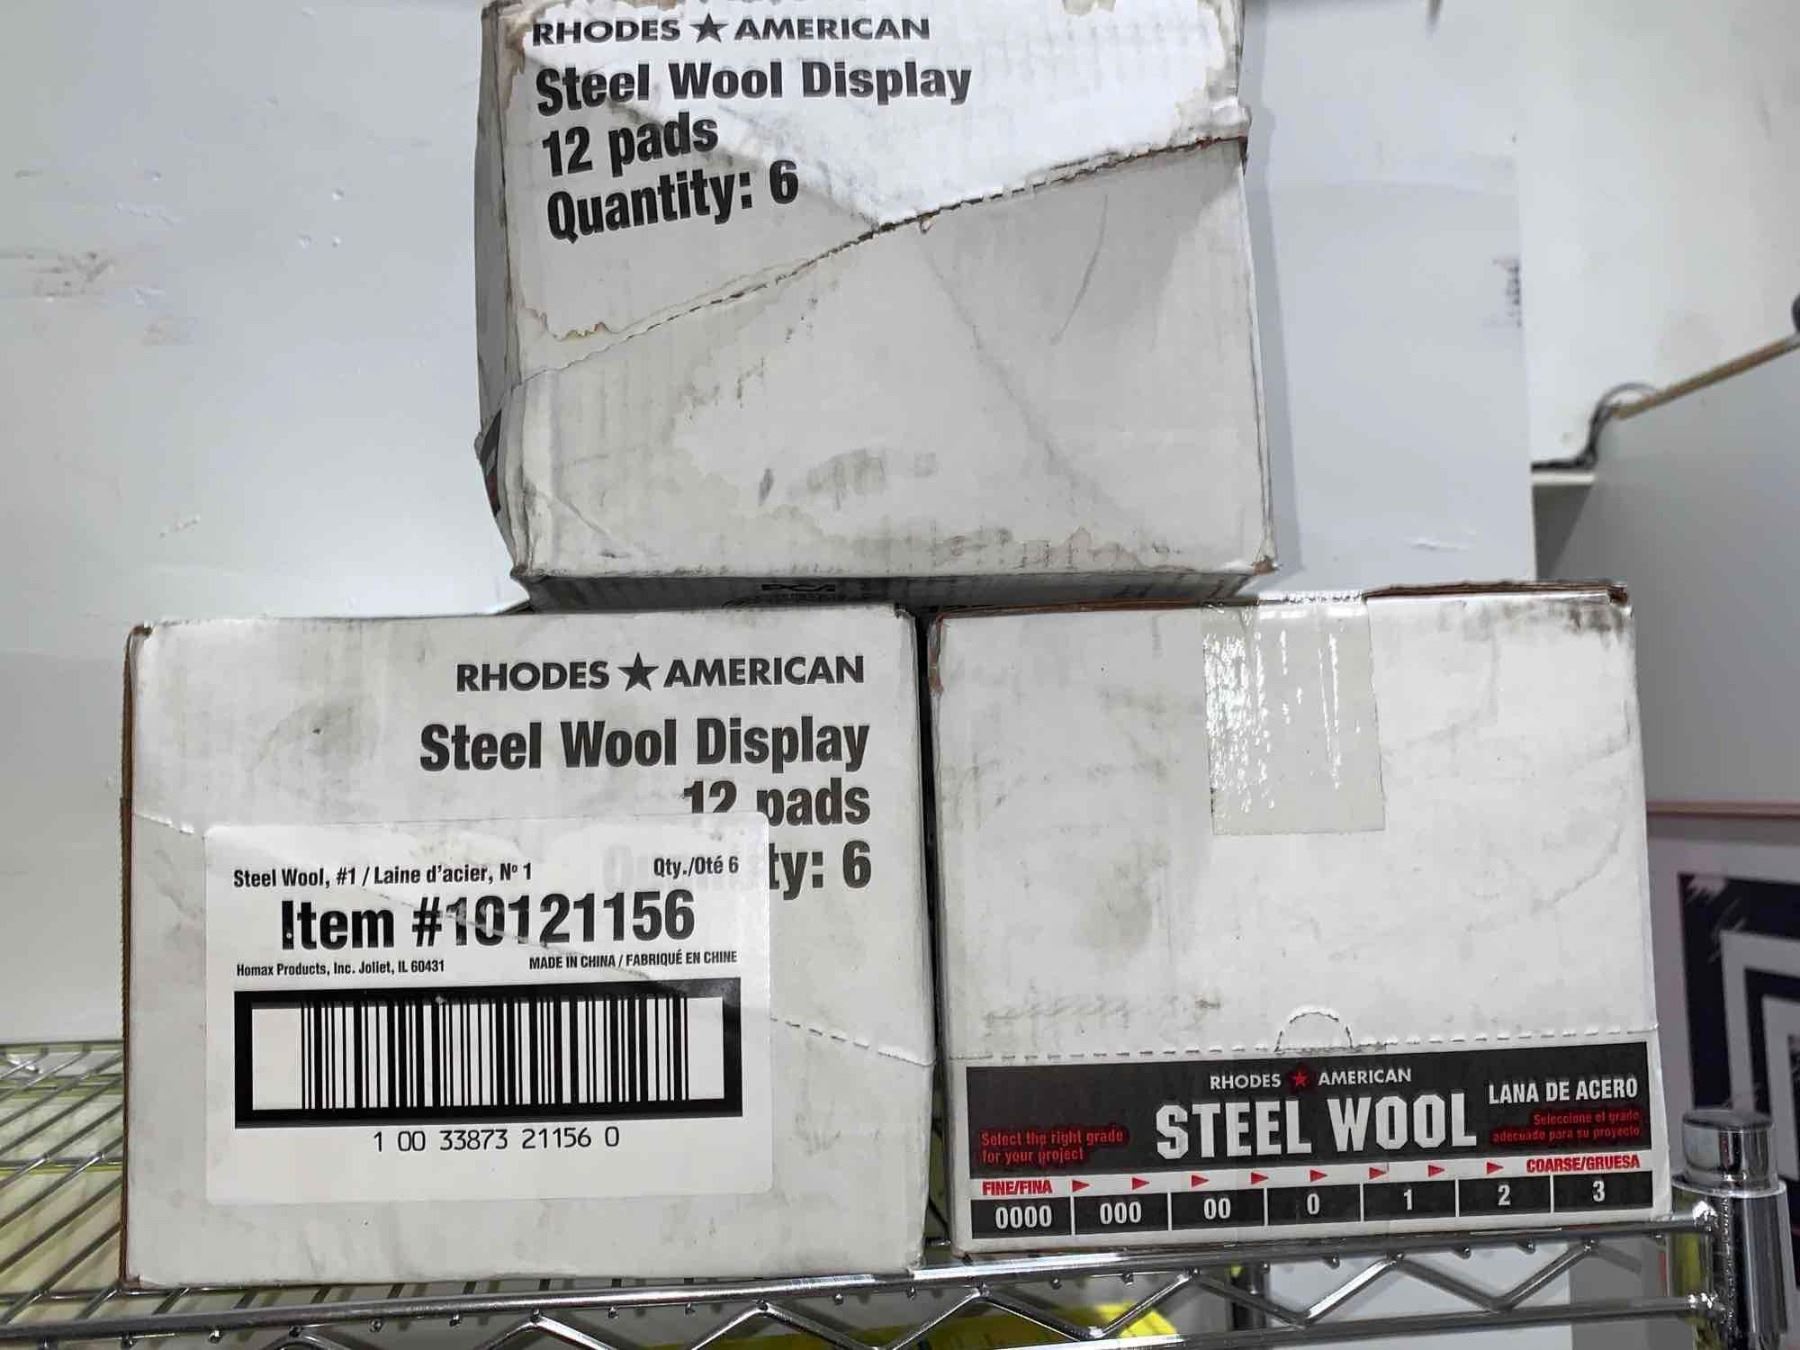 RHODES ★ AMERICAN
Steel Wool Display
12 pads
Quantity: 6
RHODES ★ AMERICAN
Steel Wool Display
12 pads
ty: 6
Steel Wool, #1 / Laine d'acier, Nº 1
Qty./Qté 6
Item #10121156
Homax Products, Inc. Joliet, IL 60431
MADE IN CHINA / FABRIQUÉ EN CHINE
1 00 33873 21156 0
RHODES ★ AMERICAN
STEEL WOOL
LANA DE ACERO
Select the right grade
for your project
Seleccione el grado
adecuado para su proyecto
FINE/FINA
COARSE/GRUESA
0000 000 00 0 1 2 3